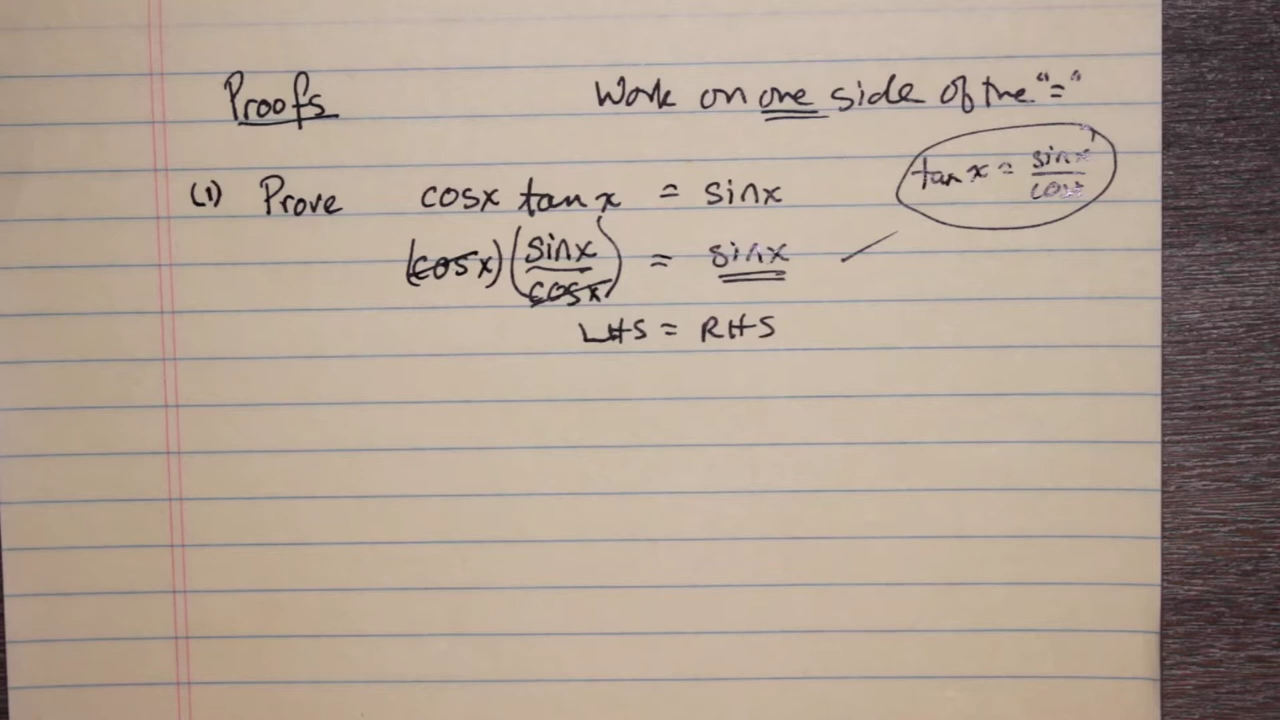 Proofs
Work on one side of the "="
tan x = sinx / cosx
(1) Prove cosx tan x = sinx
(cosx) (sinx / cosx) = sinx
LHS = RHS